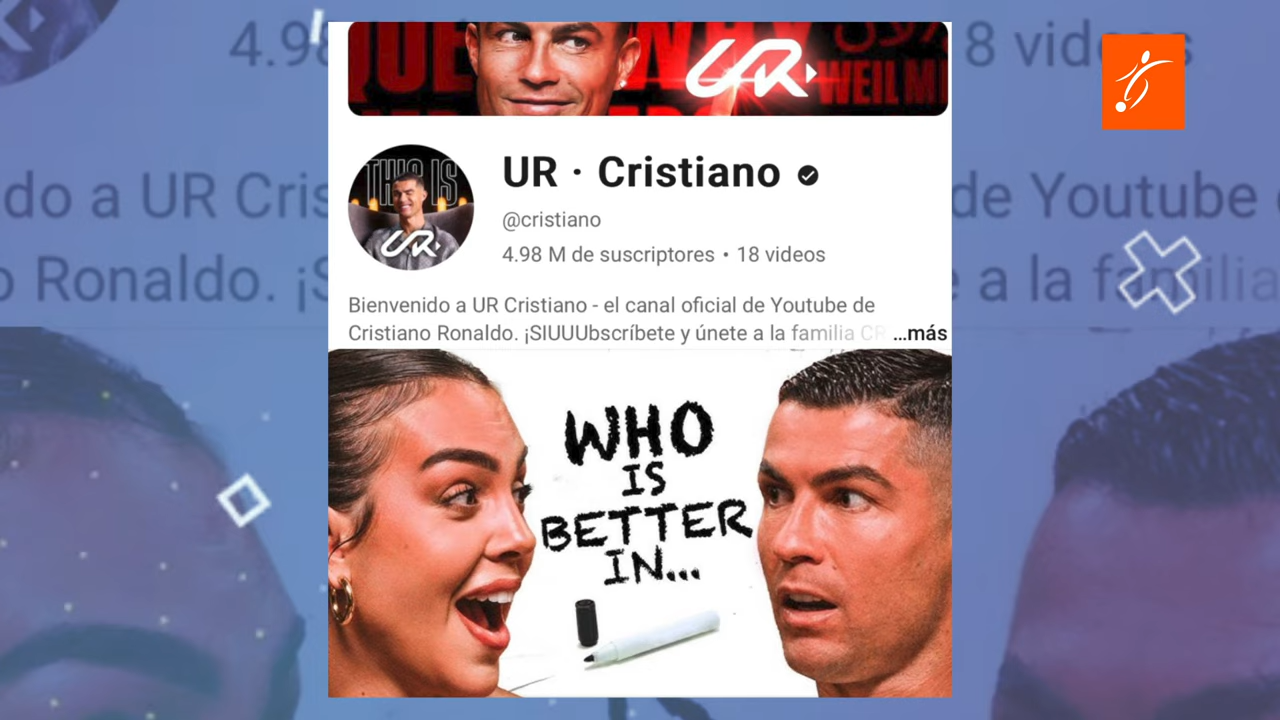 WEIL MI
UR
THIS IS
UR
UR · Cristiano
@cristiano
4.98 M de suscriptores • 18 videos
Bienvenido a UR Cristiano - el canal oficial de Youtube de
Cristiano Ronaldo. ¡SIUUUbscríbete y únete a la familia CR ...más
WHO
IS
BETTER
IN...
4.98
8 videos
do a UR Cris
de Youtube
o Ronaldo. ¡S
e a la familia